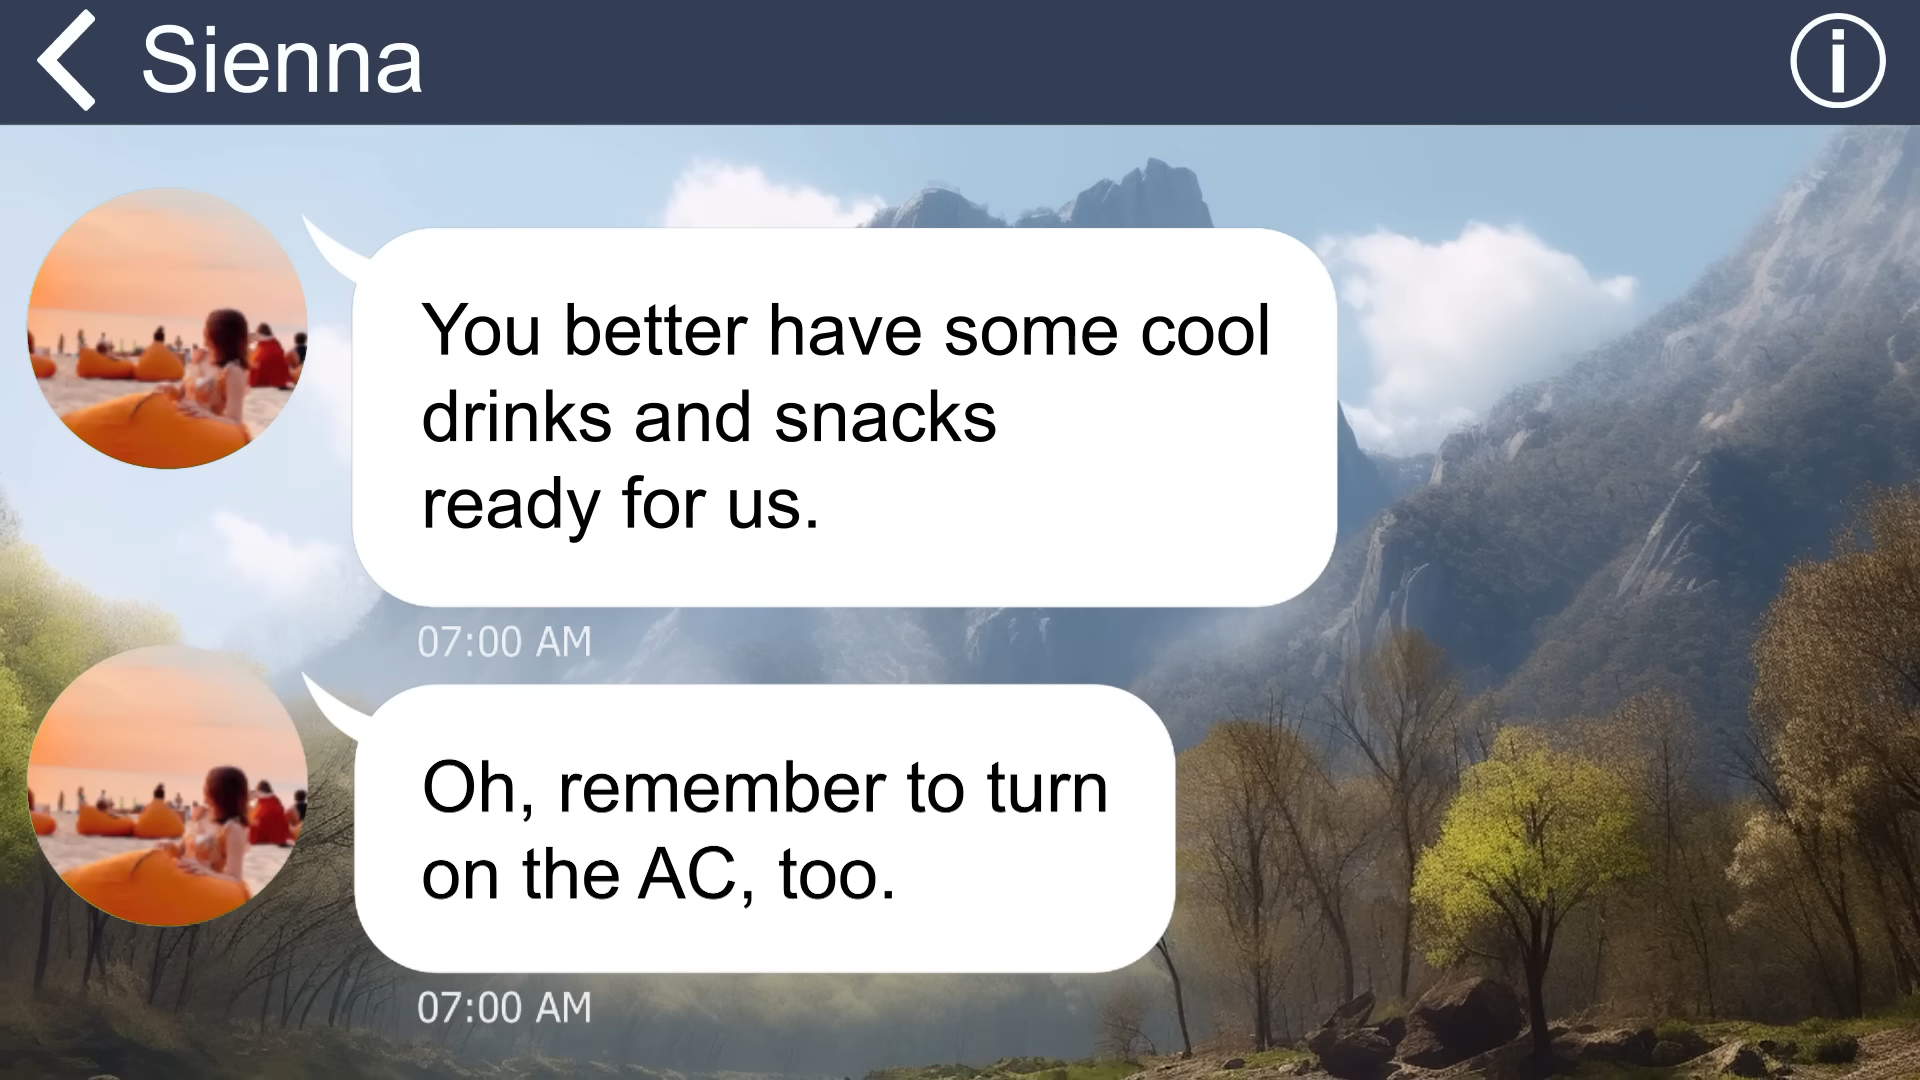 Sienna
You better have some cool
drinks and snacks
ready for us.
07:00 AM
Oh, remember to turn
on the AC, too.
07:00 AM